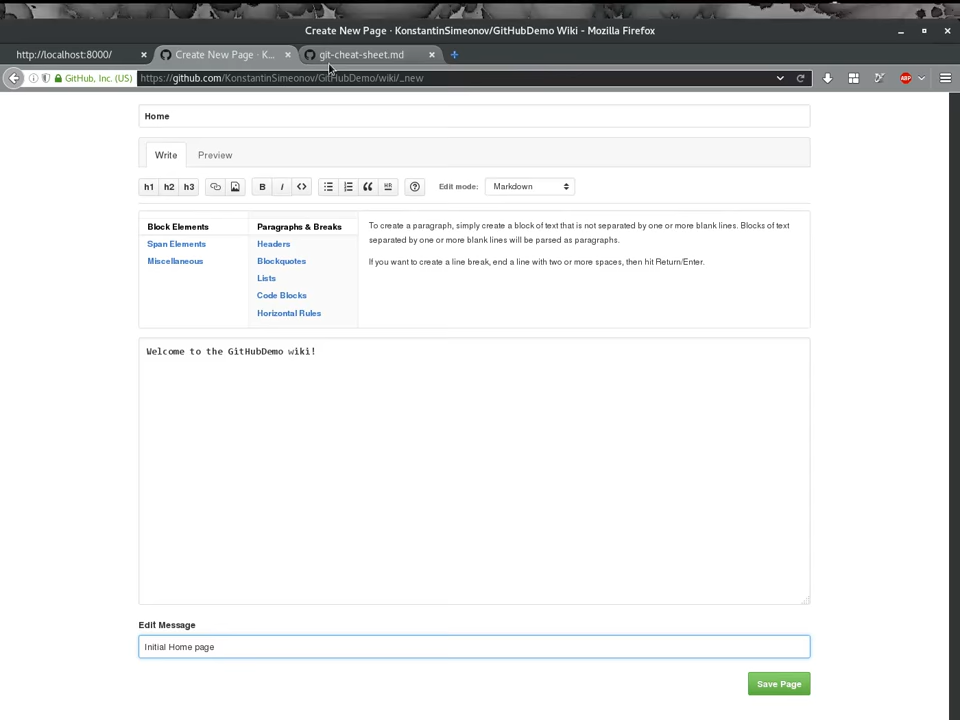 Create New Page · KonstantinSimeonov/GitHubDemo Wiki - Mozilla Firefox
http://localhost:8000/
Create New Page · K...
git-cheat-sheet.md
GitHub, Inc. (US)
https://github.com/KonstantinSimeonov/GitHubDemo/wiki/_new
ABP
Home
Write
Preview
h1 h2 h3
B i <>
HR
Edit mode: Markdown
Block Elements
Span Elements
Miscellaneous
Paragraphs & Breaks
Headers
Blockquotes
Lists
Code Blocks
Horizontal Rules
To create a paragraph, simply create a block of text that is not separated by one or more blank lines. Blocks of text
separated by one or more blank lines will be parsed as paragraphs.
If you want to create a line break, end a line with two or more spaces, then hit Return/Enter.
Welcome to the GitHubDemo wiki!
Edit Message
Initial Home page
Save Page